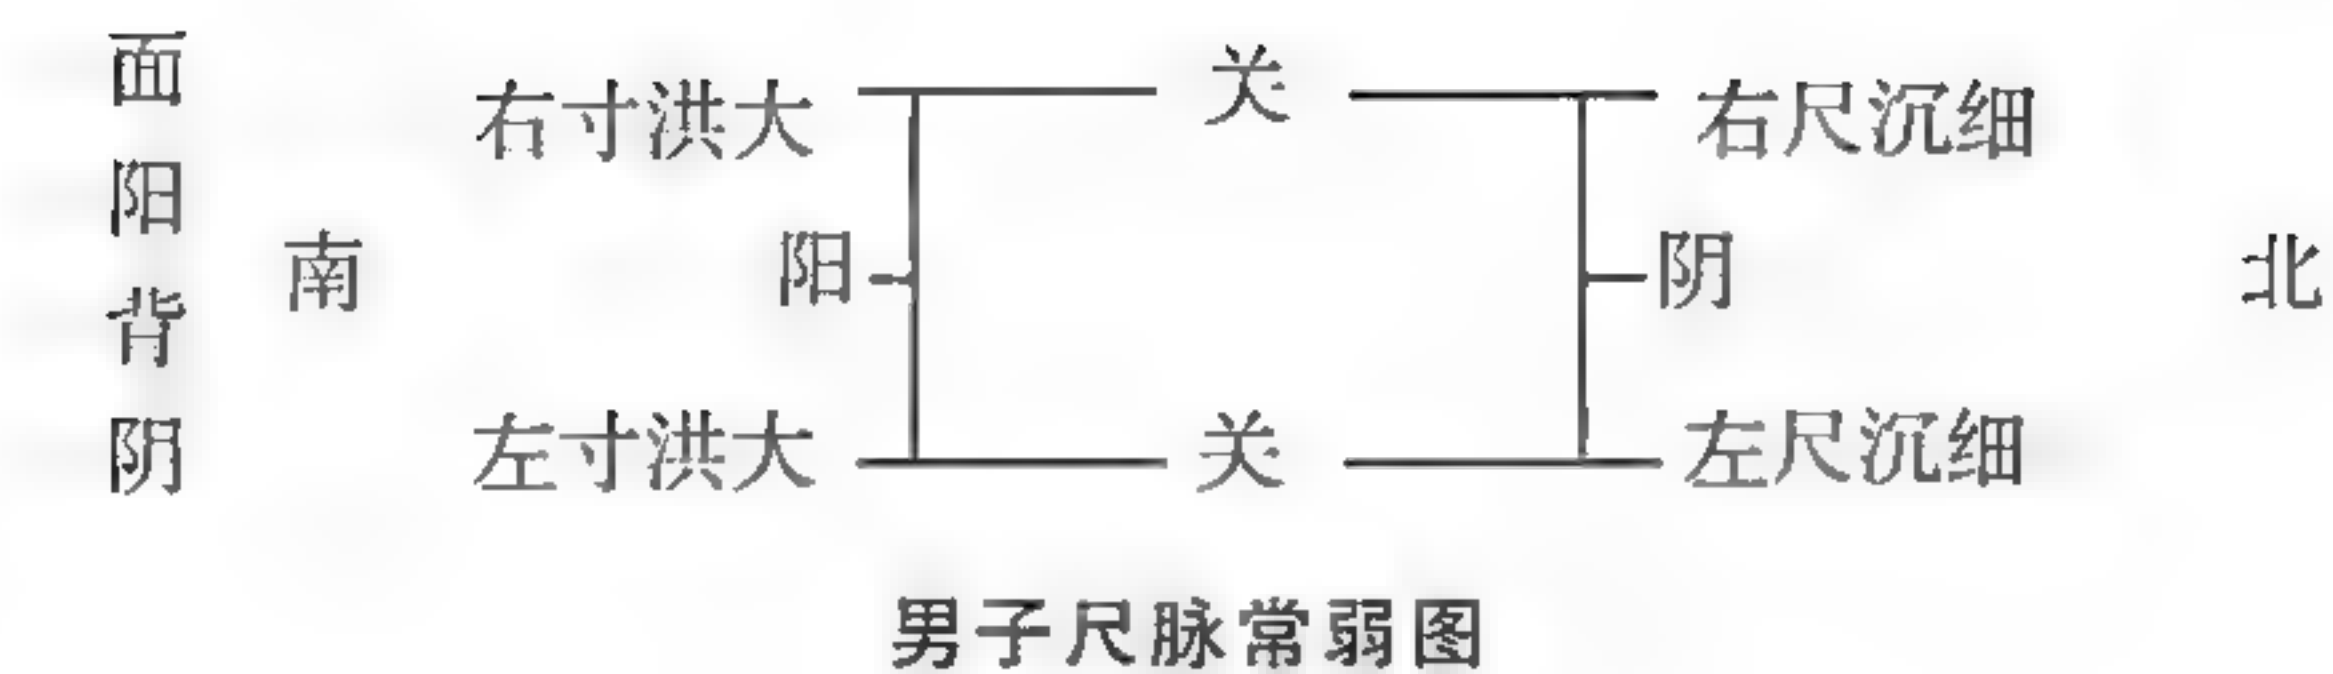 面阳背阴
右寸洪大 关 右尺沉细
南 阳 阴 北
左寸洪大 关 左尺沉细
男子尺脉常弱图